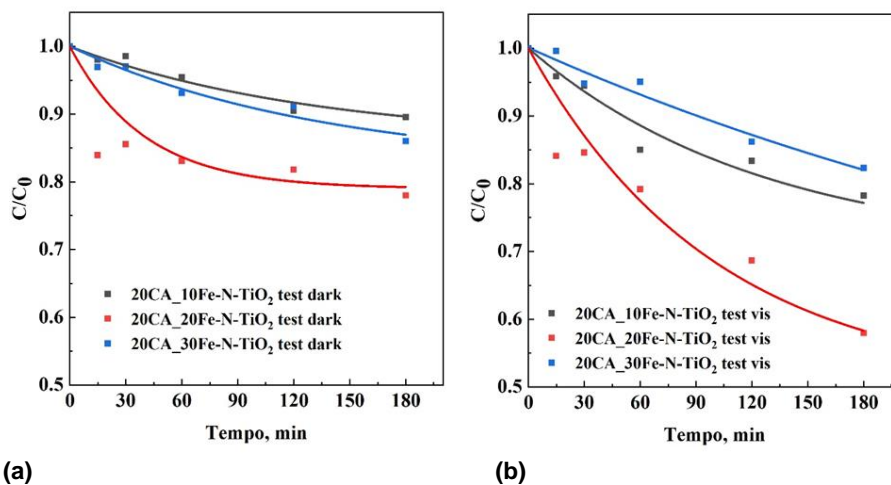 1.0
0.9
0.8
0.7
0.6
0.5
C/C₀
20CA_10Fe-N-TiO₂ test dark
20CA_20Fe-N-TiO₂ test dark
20CA_30Fe-N-TiO₂ test dark
0 30 60 90 120 150 180
Tempo, min
(a)
1.0
0.9
0.8
0.7
0.6
0.5
C/C₀
20CA_10Fe-N-TiO₂ test vis
20CA_20Fe-N-TiO₂ test vis
20CA_30Fe-N-TiO₂ test vis
0 30 60 90 120 150 180
Tempo, min
(b)